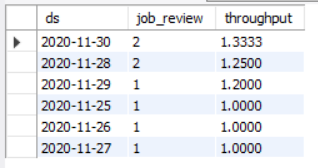 ds job_review throughput
2020-11-30 2 1.3333
2020-11-28 2 1.2500
2020-11-29 1 1.2000
2020-11-25 1 1.0000
2020-11-26 1 1.0000
2020-11-27 1 1.0000